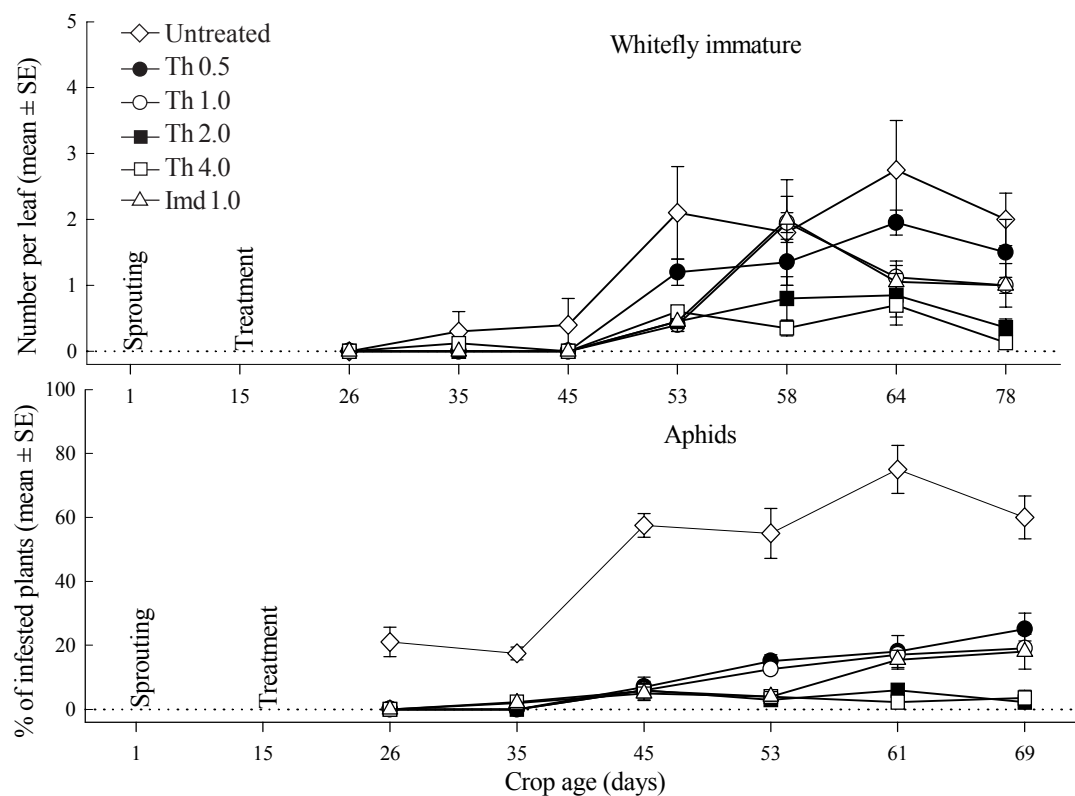 Whitefly immature
Untreated
Th 0.5
Th 1.0
Th 2.0
Th 4.0
Imd 1.0
Number per leaf (mean ± SE)
5
4
3
2
1
0
Sprouting
Treatment
1 15 26 35 45 53 58 64 78
Aphids
% of infested plants (mean ± SE)
100
80
60
40
20
0
Sprouting
Treatment
1 15 26 35 45 53 61 69
Crop age (days)